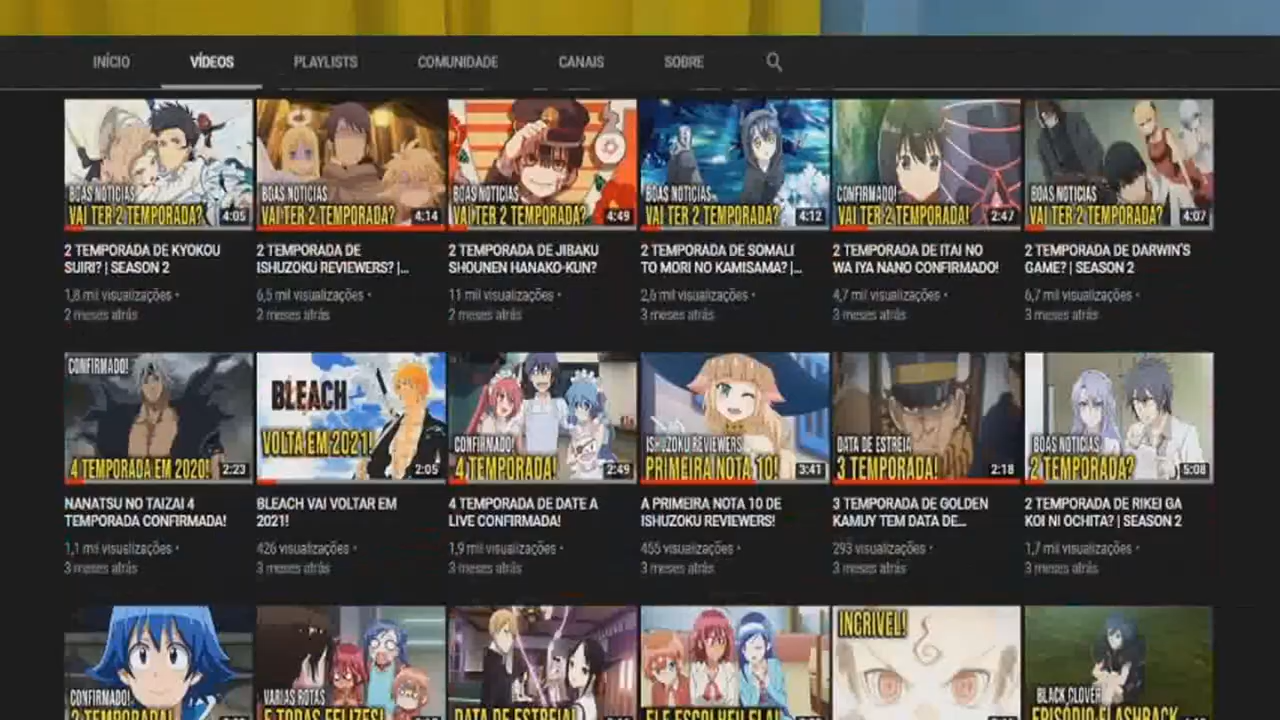 INÍCIO VÍDEOS PLAYLISTS COMUNIDADE CANAIS SOBRE
BOAS NOTICIAS
VAI TER 2 TEMPORADA?
4:05
BOAS NOTICIAS
VAI TER 2 TEMPORADA?
4:14
BOAS NOTICIAS
VAI TER 2 TEMPORADA?
4:49
BOAS NOTICIAS
VAI TER 2 TEMPORADA?
4:12
CONFIRMADO!
VAI TER 2 TEMPORADA!
2:47
BOAS NOTICIAS
VAI TER 2 TEMPORADA?
4:07
2 TEMPORADA DE KYOKOU
SUIRI? | SEASON 2
1,8 mil visualizações •
2 meses atrás
2 TEMPORADA DE
ISHUZOKU REVIEWERS? |...
6,5 mil visualizações •
2 meses atrás
2 TEMPORADA DE JIBAKU
SHOUNEN HANAKO-KUN?
11 mil visualizações •
2 meses atrás
2 TEMPORADA DE SOMALI
TO MORI NO KAMISAMA? |...
2,6 mil visualizações •
3 meses atrás
2 TEMPORADA DE ITAI NO
WA IYA NANO CONFIRMADO!
4,7 mil visualizações •
3 meses atrás
2 TEMPORADA DE DARWIN'S
GAME? | SEASON 2
6,7 mil visualizações •
3 meses atrás
CONFIRMADO!
4 TEMPORADA EM 2020!
2:23
BLEACH
VOLTA EM 2021!
2:05
CONFIRMADO!
4 TEMPORADA!
2:49
ISHUZOKU REVIEWERS
PRIMEIRA NOTA 10!
3:41
DATA DE ESTREIA
3 TEMPORADA!
2:18
BOAS NOTICIAS
2 TEMPORADA?
5:08
NANATSU NO TAIZAI 4
TEMPORADA CONFIRMADA!
1,1 mil visualizações •
3 meses atrás
BLEACH VAI VOLTAR EM
2021!
426 visualizações •
3 meses atrás
4 TEMPORADA DE DATE A
LIVE CONFIRMADA!
1,9 mil visualizações •
3 meses atrás
A PRIMEIRA NOTA 10 DE
ISHUZOKU REVIEWERS!
455 visualizações •
3 meses atrás
3 TEMPORADA DE GOLDEN
KAMUY TEM DATA DE...
293 visualizações •
3 meses atrás
2 TEMPORADA DE RIKEI GA
KOI NI OCHITA? | SEASON 2
1,7 mil visualizações •
3 meses atrás
CONFIRMADO!
2 TEMPORADA!
VARIAS ROTAS
E TODAS FELIZES!
DATA DE ESTREIA!
ELE ESCOLHEU ELA!
INCRIVEL!
BLACK CLOVER
EPISÓDIO FLASHBACK